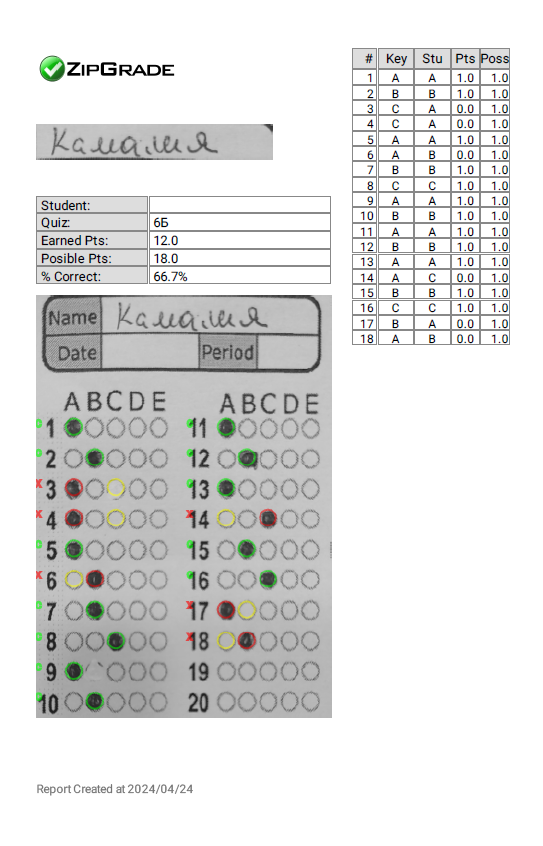 ZIPGRADE
Камалия
Student:
Quiz: 6Б
Earned Pts: 12.0
Posible Pts: 18.0
% Correct: 66.7%
Name Камалия
Date Period
A B C D E A B C D E
1 11
2 12
3 13
4 14
5 15
6 16
7 17
8 18
9 19
10 20
# Key Stu Pts Poss
1 A A 1.0 1.0
2 B B 1.0 1.0
3 C A 0.0 1.0
4 C A 0.0 1.0
5 A A 1.0 1.0
6 A B 0.0 1.0
7 B B 1.0 1.0
8 C C 1.0 1.0
9 A A 1.0 1.0
10 B B 1.0 1.0
11 A A 1.0 1.0
12 B B 1.0 1.0
13 A A 1.0 1.0
14 A C 0.0 1.0
15 B B 1.0 1.0
16 C C 1.0 1.0
17 B A 0.0 1.0
18 A B 0.0 1.0
Report Created at 2024/04/24